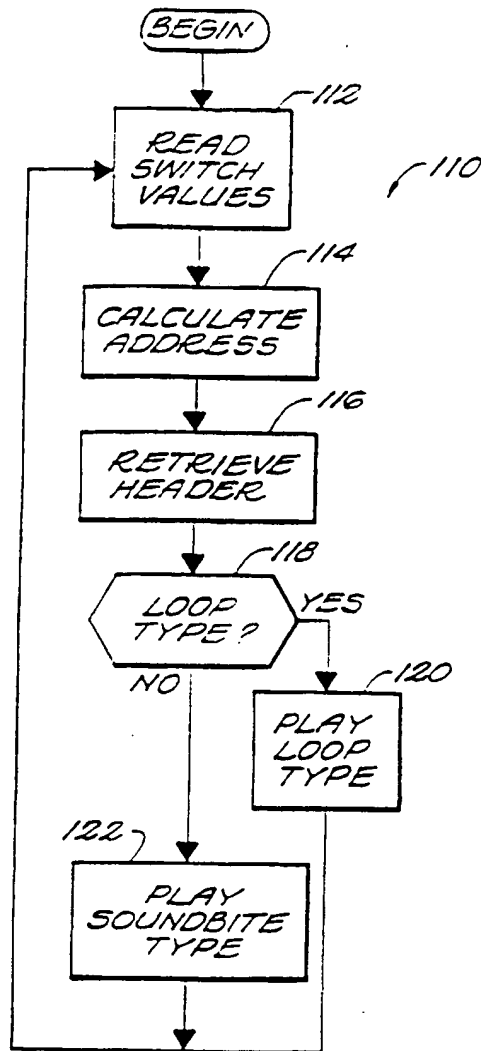 BEGIN
112
READ
SWITCH
VALUES
110
114
CALCULATE
ADDRESS
116
RETRIEVE
HEADER
118
LOOP
TYPE?
YES
NO
120
PLAY
LOOP
TYPE
122
PLAY
SOUNDBITE
TYPE